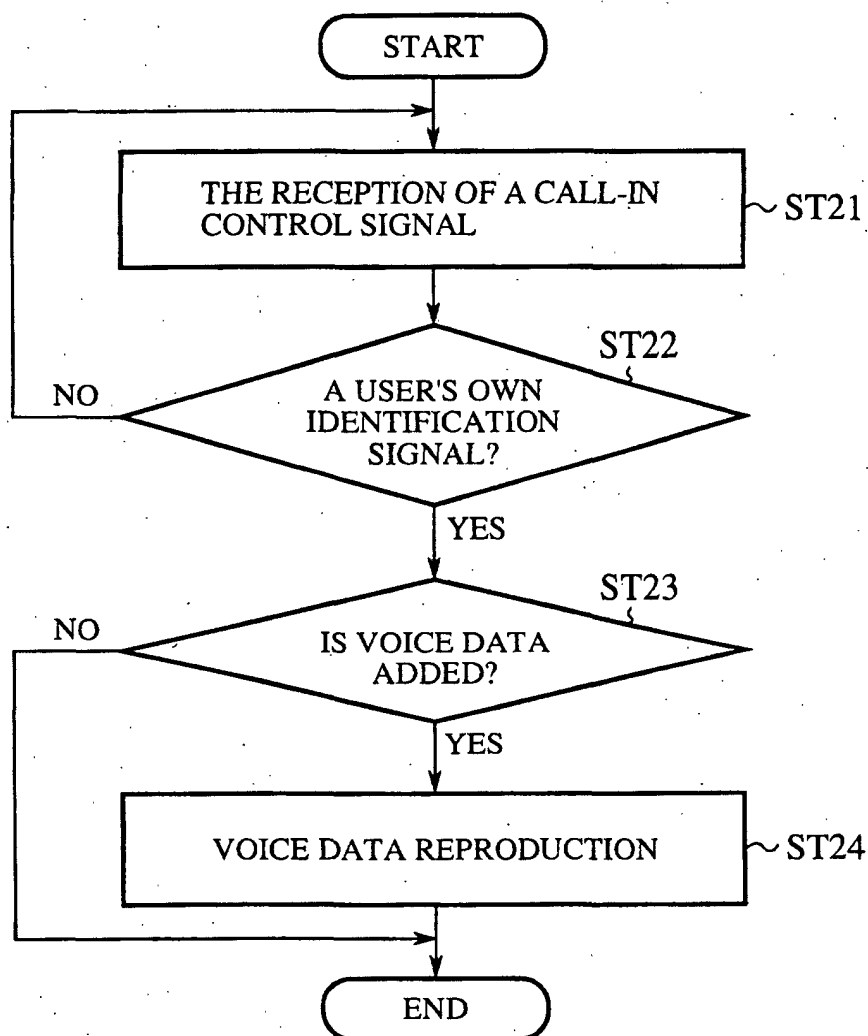 START
THE RECEPTION OF A CALL-IN
CONTROL SIGNAL
ST21
ST22
NO
A USER'S OWN
IDENTIFICATION
SIGNAL?
YES
ST23
NO
IS VOICE DATA
ADDED?
YES
VOICE DATA REPRODUCTION
ST24
END